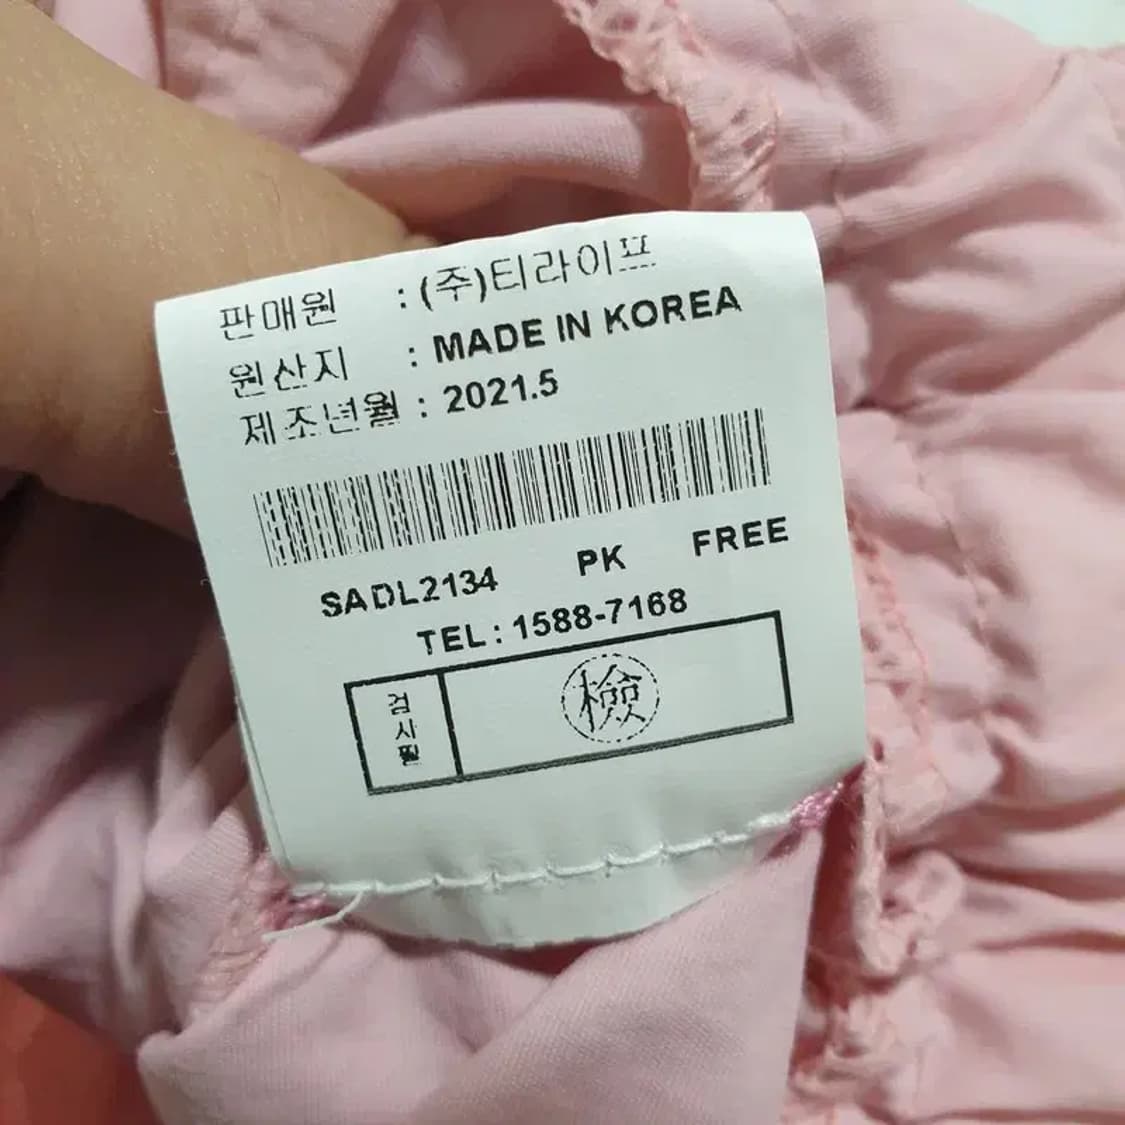 판매원 : (주)티라이프
원산지 : MADE IN KOREA
제조년월 : 2021.5
SADL2134 PK FREE
TEL : 1588-7168
검사필 檢